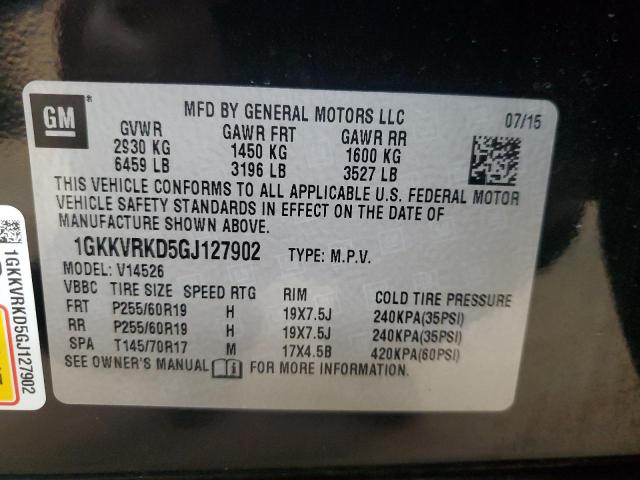 GM
MFD BY GENERAL MOTORS LLC 07/15
GVWR GAWR FRT GAWR RR
2930 KG 1450 KG 1600 KG
6459 LB 3196 LB 3527 LB
THIS VEHICLE CONFORMS TO ALL APPLICABLE U.S. FEDERAL MOTOR
VEHICLE SAFETY STANDARDS IN EFFECT ON THE DATE OF
MANUFACTURE SHOWN ABOVE.
1GKKVRKD5GJ127902 TYPE: M.P.V.
MODEL: V14526
VBBC TIRE SIZE SPEED RTG RIM COLD TIRE PRESSURE
FRT P255/60R19 H 19X7.5J 240KPA(35PSI)
RR P255/60R19 H 19X7.5J 240KPA(35PSI)
SPA T145/70R17 M 17X4.5B 420KPA(60PSI)
SEE OWNER'S MANUAL FOR MORE INFORMATION.
1GKKVRKD5GJ127902